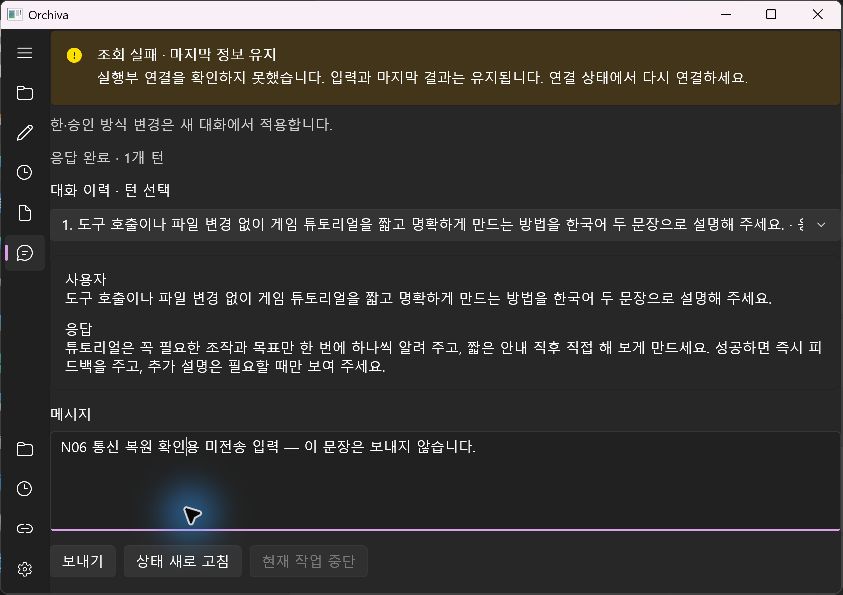 Orchiva
조회 실패 · 마지막 정보 유지
실행부 연결을 확인하지 못했습니다. 입력과 마지막 결과는 유지됩니다. 연결 상태에서 다시 연결하세요.
한·승인 방식 변경은 새 대화에서 적용합니다.
응답 완료 · 1개 턴
대화 이력 · 턴 선택
1. 도구 호출이나 파일 변경 없이 게임 튜토리얼을 짧고 명확하게 만드는 방법을 한국어 두 문장으로 설명해 주세요. ·
사용자
도구 호출이나 파일 변경 없이 게임 튜토리얼을 짧고 명확하게 만드는 방법을 한국어 두 문장으로 설명해 주세요.
응답
튜토리얼은 꼭 필요한 조작과 목표만 한 번에 하나씩 알려 주고, 짧은 안내 직후 직접 해 보게 만드세요. 성공하면 즉시 피
드백을 주고, 추가 설명은 필요할 때만 보여 주세요.
메시지
N06 통신 복원 확인용 미전송 입력 — 이 문장은 보내지 않습니다.
보내기 상태 새로 고침 현재 작업 중단